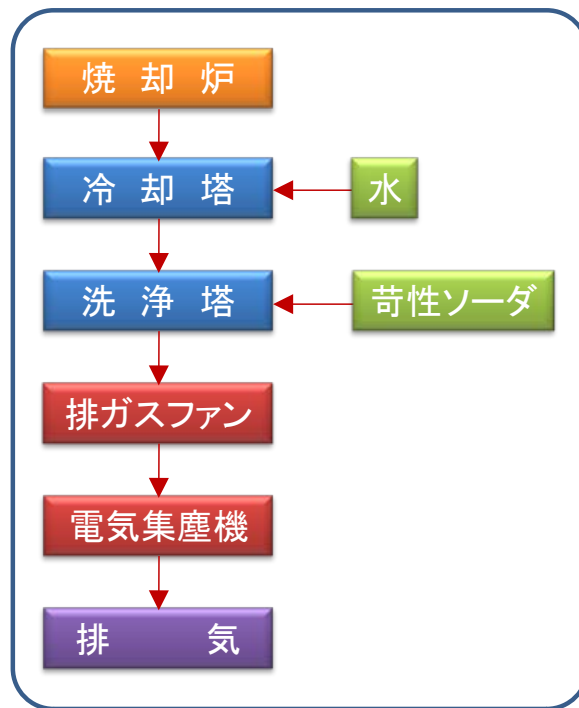 焼却炉
冷却塔
水
洗浄塔
苛性ソーダ
排ガスファン
電気集塵機
排気